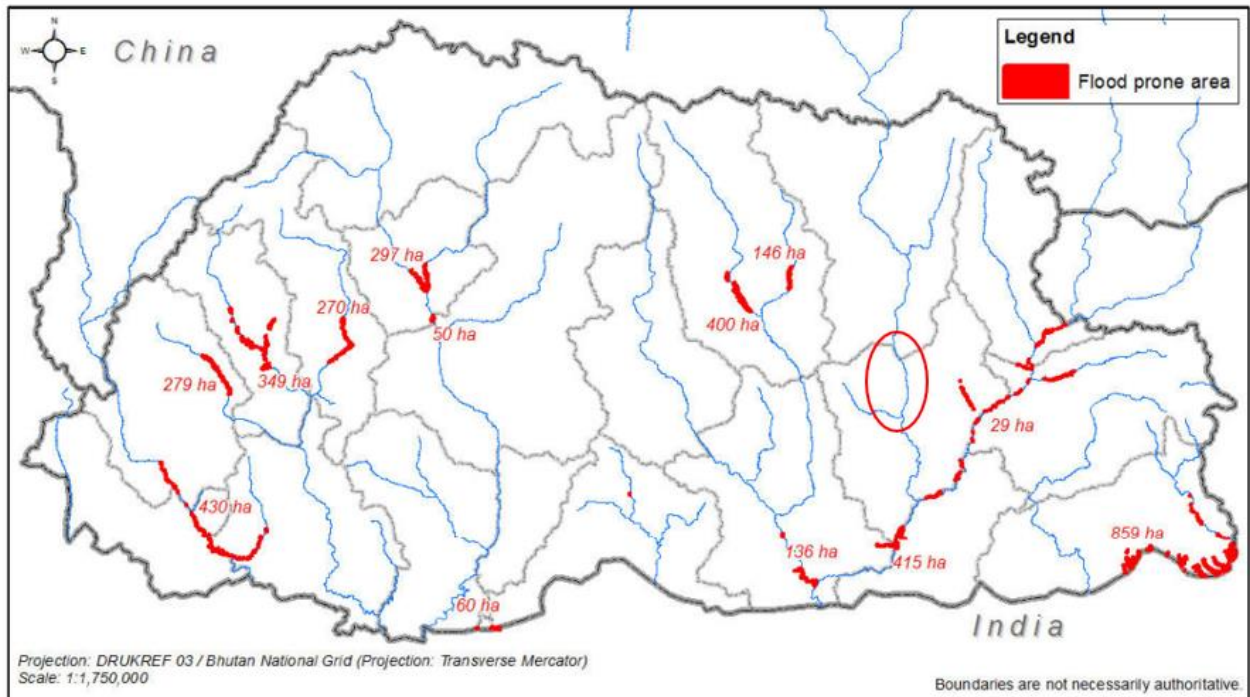 N
W E
S
China
Legend
Flood prone area
297 ha
146 ha
270 ha
50 ha
400 ha
279 ha
349 ha
29 ha
430 ha
136 ha
415 ha
859 ha
60 ha
India
Projection: DRUKREF 03 / Bhutan National Grid (Projection: Transverse Mercator)
Scale: 1:1,750,000
Boundaries are not necessarily authoritative.